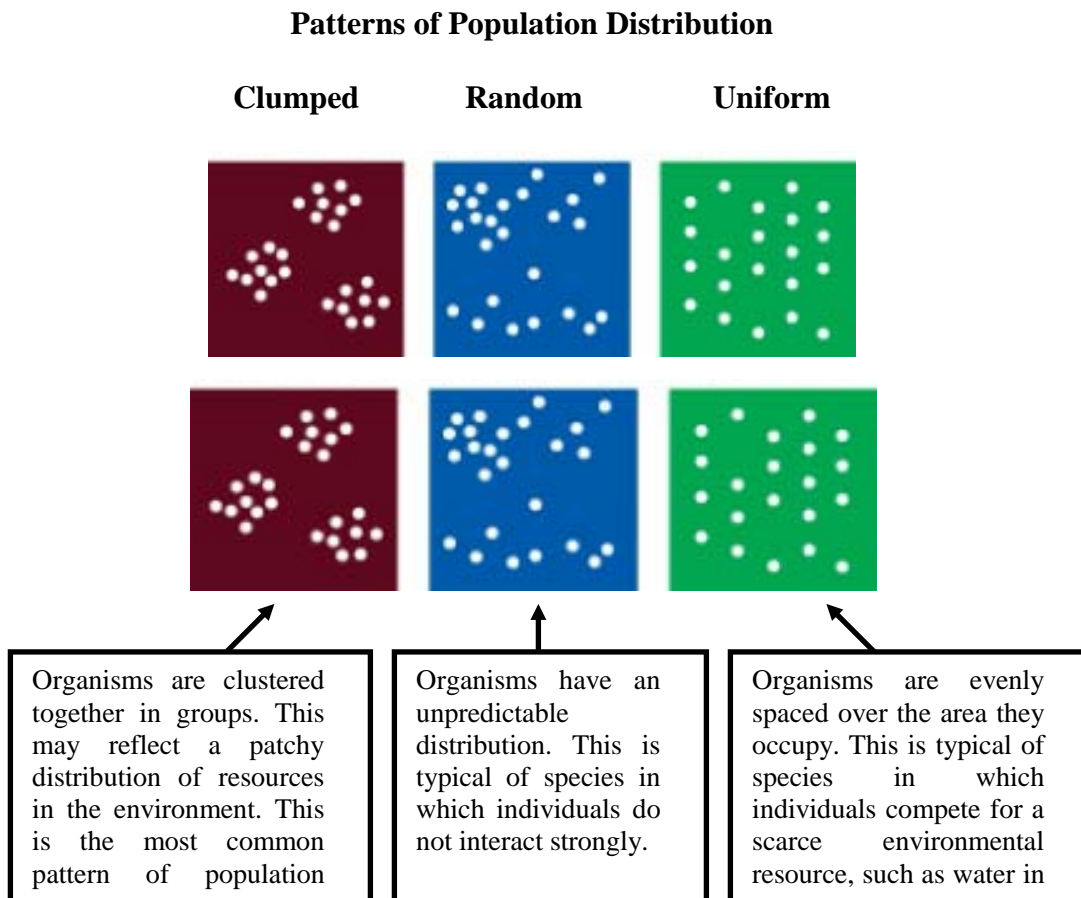 Patterns of Population Distribution
Clumped Random Uniform
Organisms are clustered
together in groups. This
may reflect a patchy
distribution of resources
in the environment. This
is the most common
pattern of population
Organisms have an
unpredictable
distribution. This is
typical of species in
which individuals do
not interact strongly.
Organisms are evenly
spaced over the area they
occupy. This is typical of
species in which
individuals compete for a
scarce environmental
resource, such as water in